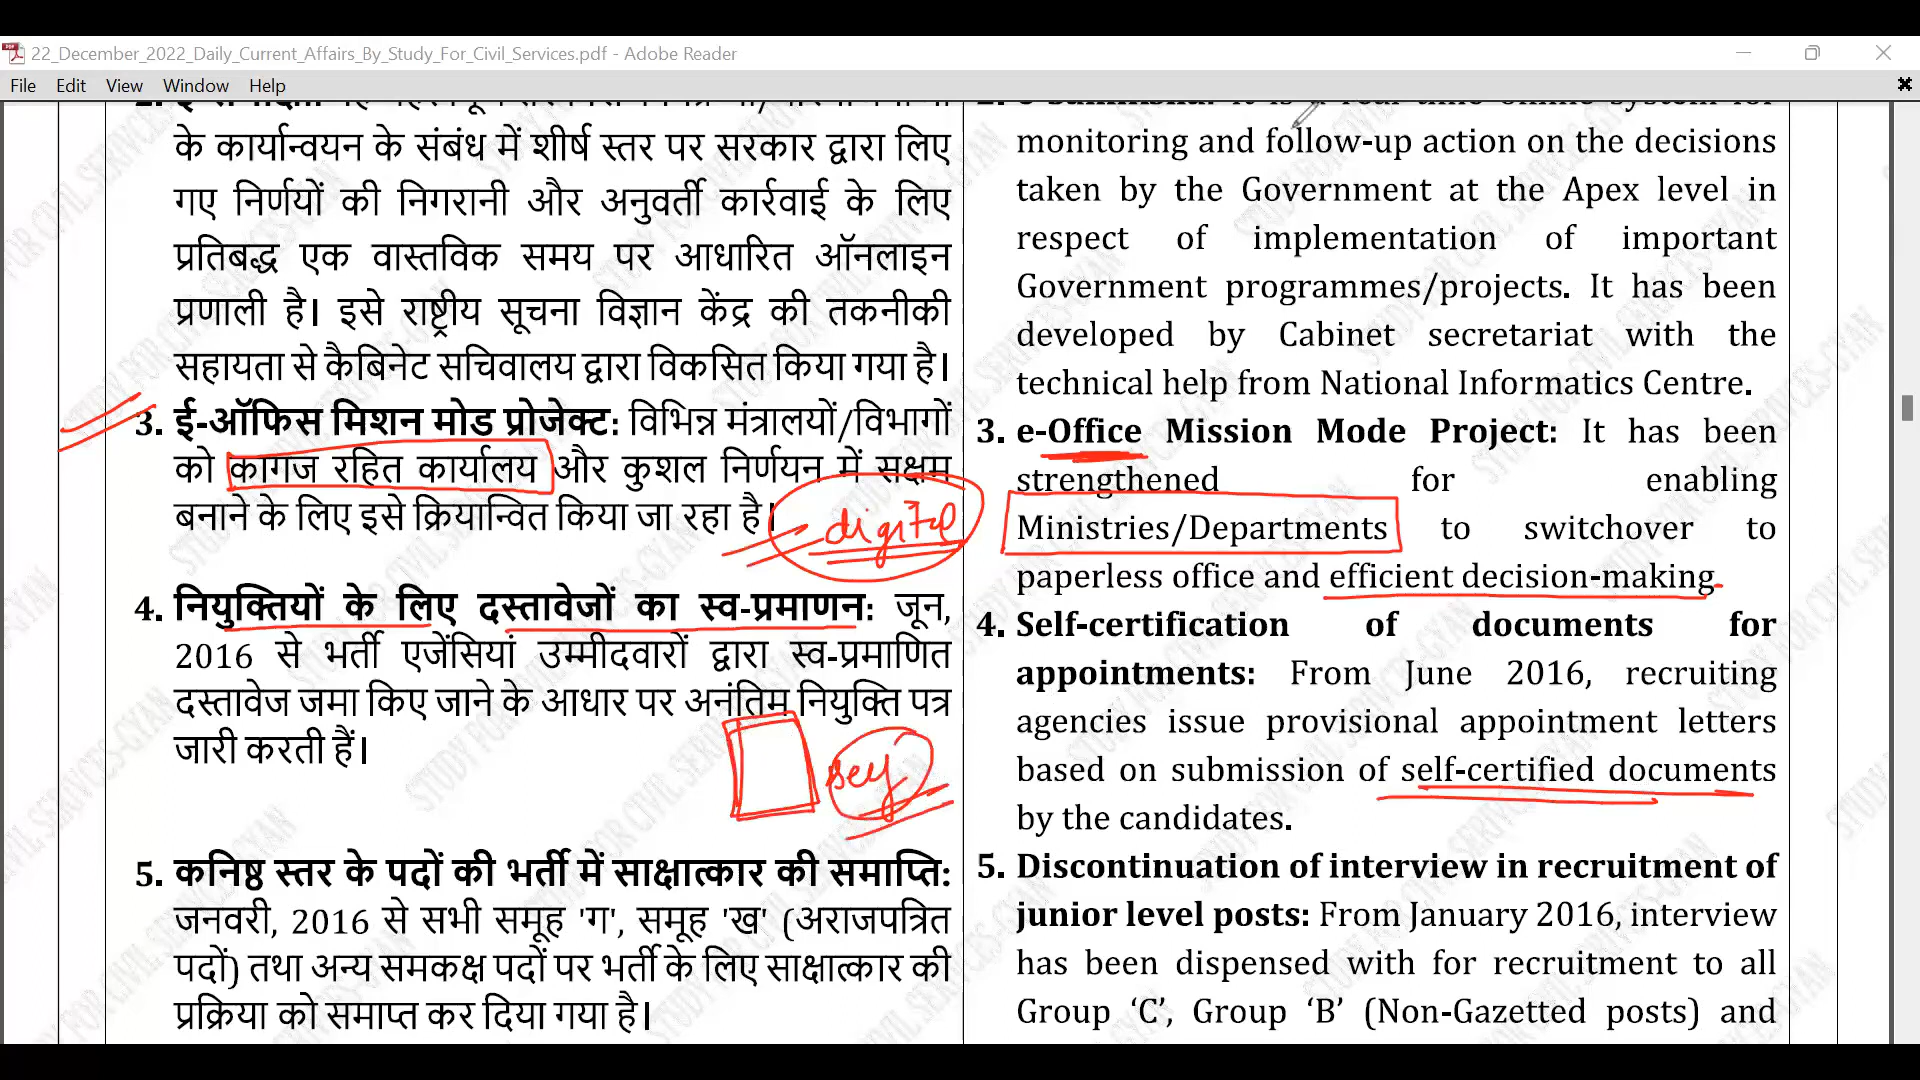 22_December_2022_Daily_Current_Affairs_By_Study_For_Civil_Services.pdf - Adobe Reader
File Edit View Window Help
के कार्यान्वयन के संबंध में शीर्ष स्तर पर सरकार द्वारा लिए
गए निर्णयों की निगरानी और अनुवर्ती कार्रवाई के लिए
प्रतिबद्ध एक वास्तविक समय पर आधारित ऑनलाइन
प्रणाली है। इसे राष्ट्रीय सूचना विज्ञान केंद्र की तकनीकी
सहायता से कैबिनेट सचिवालय द्वारा विकसित किया गया है।
3. ई-ऑफिस मिशन मोड प्रोजेक्ट: विभिन्न मंत्रालयों/विभागों
को कागज रहित कार्यालय और कुशल निर्णयन में सक्षम
बनाने के लिए इसे क्रियान्वित किया जा रहा है।
digital
4. नियुक्तियों के लिए दस्तावेजों का स्व-प्रमाणन: जून,
2016 से भर्ती एजेंसियां उम्मीदवारों द्वारा स्व-प्रमाणित
दस्तावेज जमा किए जाने के आधार पर अनंतिम नियुक्ति पत्र
जारी करती हैं।
5. कनिष्ठ स्तर के पदों की भर्ती में साक्षात्कार की समाप्ति:
जनवरी, 2016 से सभी समूह 'ग', समूह 'ख' (अराजपत्रित
पदों) तथा अन्य समकक्ष पदों पर भर्ती के लिए साक्षात्कार की
प्रक्रिया को समाप्त कर दिया गया है।
monitoring and follow-up action on the decisions
taken by the Government at the Apex level in
respect of implementation of important
Government programmes/projects. It has been
developed by Cabinet secretariat with the
technical help from National Informatics Centre.
3. e-Office Mission Mode Project: It has been
strengthened for enabling
Ministries/Departments to switchover to
paperless office and efficient decision-making.
4. Self-certification of documents for
appointments: From June 2016, recruiting
agencies issue provisional appointment letters
based on submission of self-certified documents
by the candidates.
5. Discontinuation of interview in recruitment of
junior level posts: From January 2016, interview
has been dispensed with for recruitment to all
Group ‘C’, Group ‘B’ (Non-Gazetted posts) and